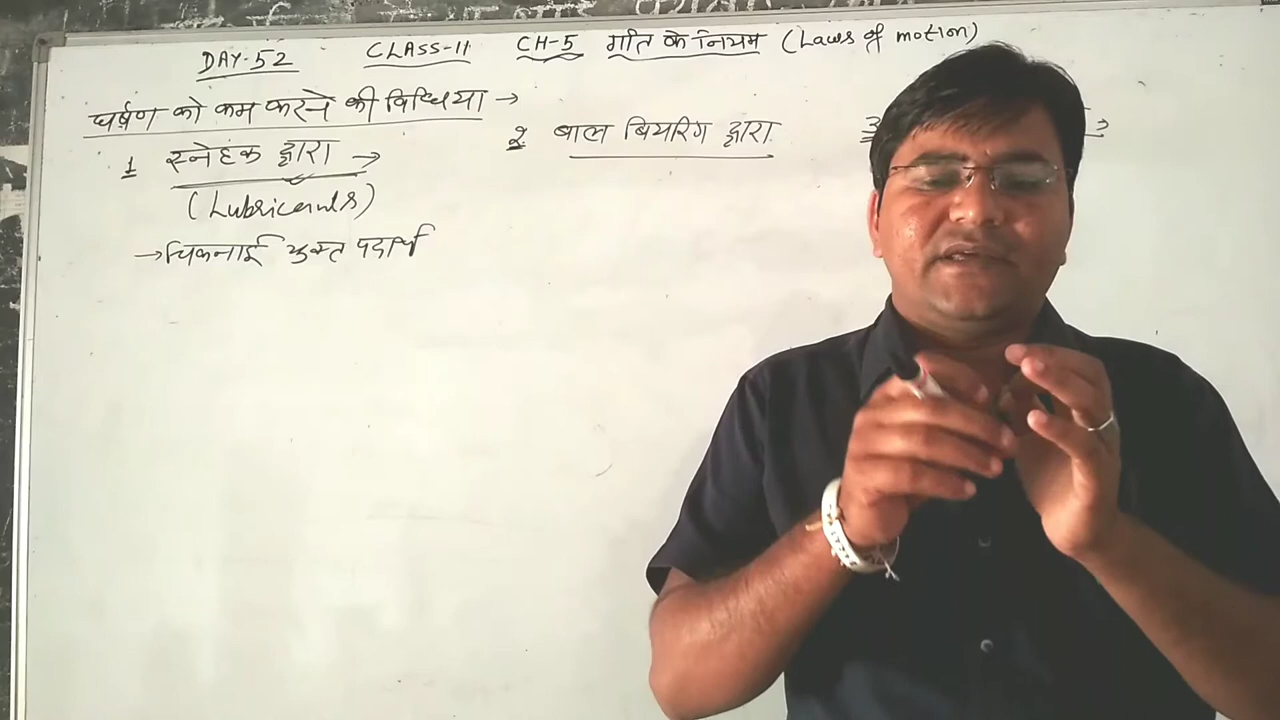 DAY-52 CLASS-11 CH-5 गति के नियम (Laws of motion)
घर्षण को कम करने की विधिया →
1 स्नेहक द्वारा →
(Lubricants)
→ चिकनाई युक्त पदार्थ
2. बाल बियरिंग द्वारा
3